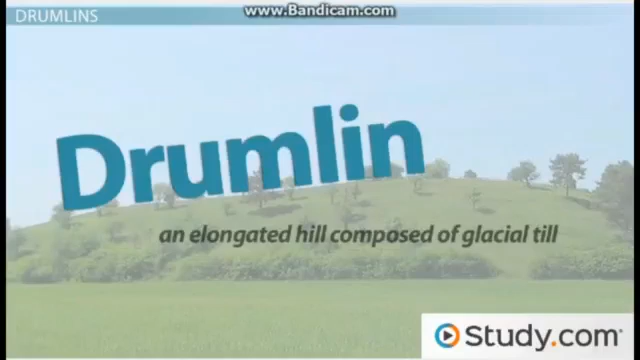 www.Bandicam.com
DRUMLINS
Drumlin
an elongated hill composed of glacial till
Study.com®